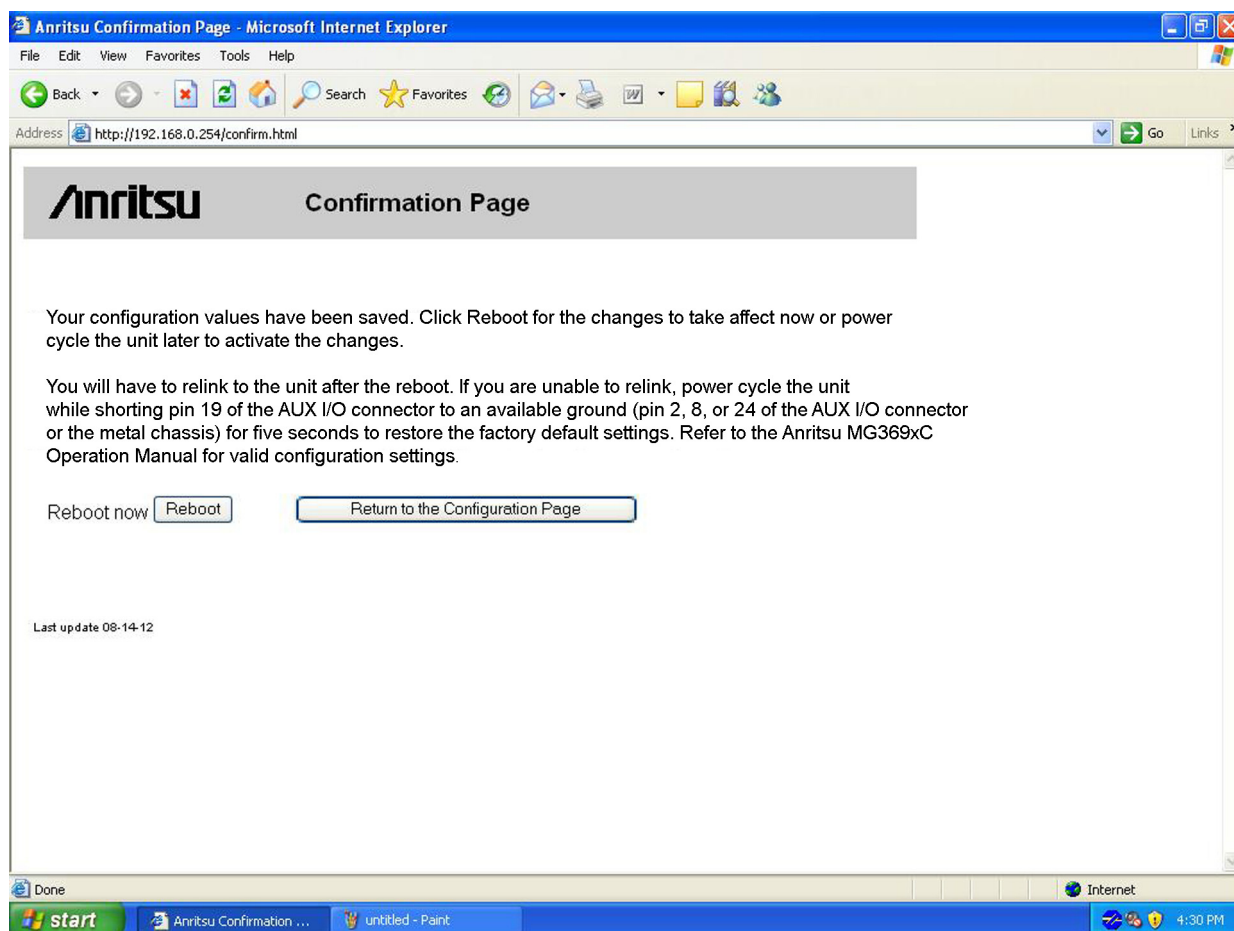 Anritsu Confirmation Page - Microsoft Internet Explorer
File Edit View Favorites Tools Help
Back Search Favorites
Address http://192.168.0.254/confirm.html Go Links
Anritsu Confirmation Page
Your configuration values have been saved. Click Reboot for the changes to take affect now or power
cycle the unit later to activate the changes.
You will have to relink to the unit after the reboot. If you are unable to relink, power cycle the unit
while shorting pin 19 of the AUX I/O connector to an available ground (pin 2, 8, or 24 of the AUX I/O connector
or the metal chassis) for five seconds to restore the factory default settings. Refer to the Anritsu MG369xC
Operation Manual for valid configuration settings.
Reboot now Reboot Return to the Configuration Page
Last update 08-14-12
Done Internet
start Anritsu Confirmation ... untitled - Paint 4:30 PM